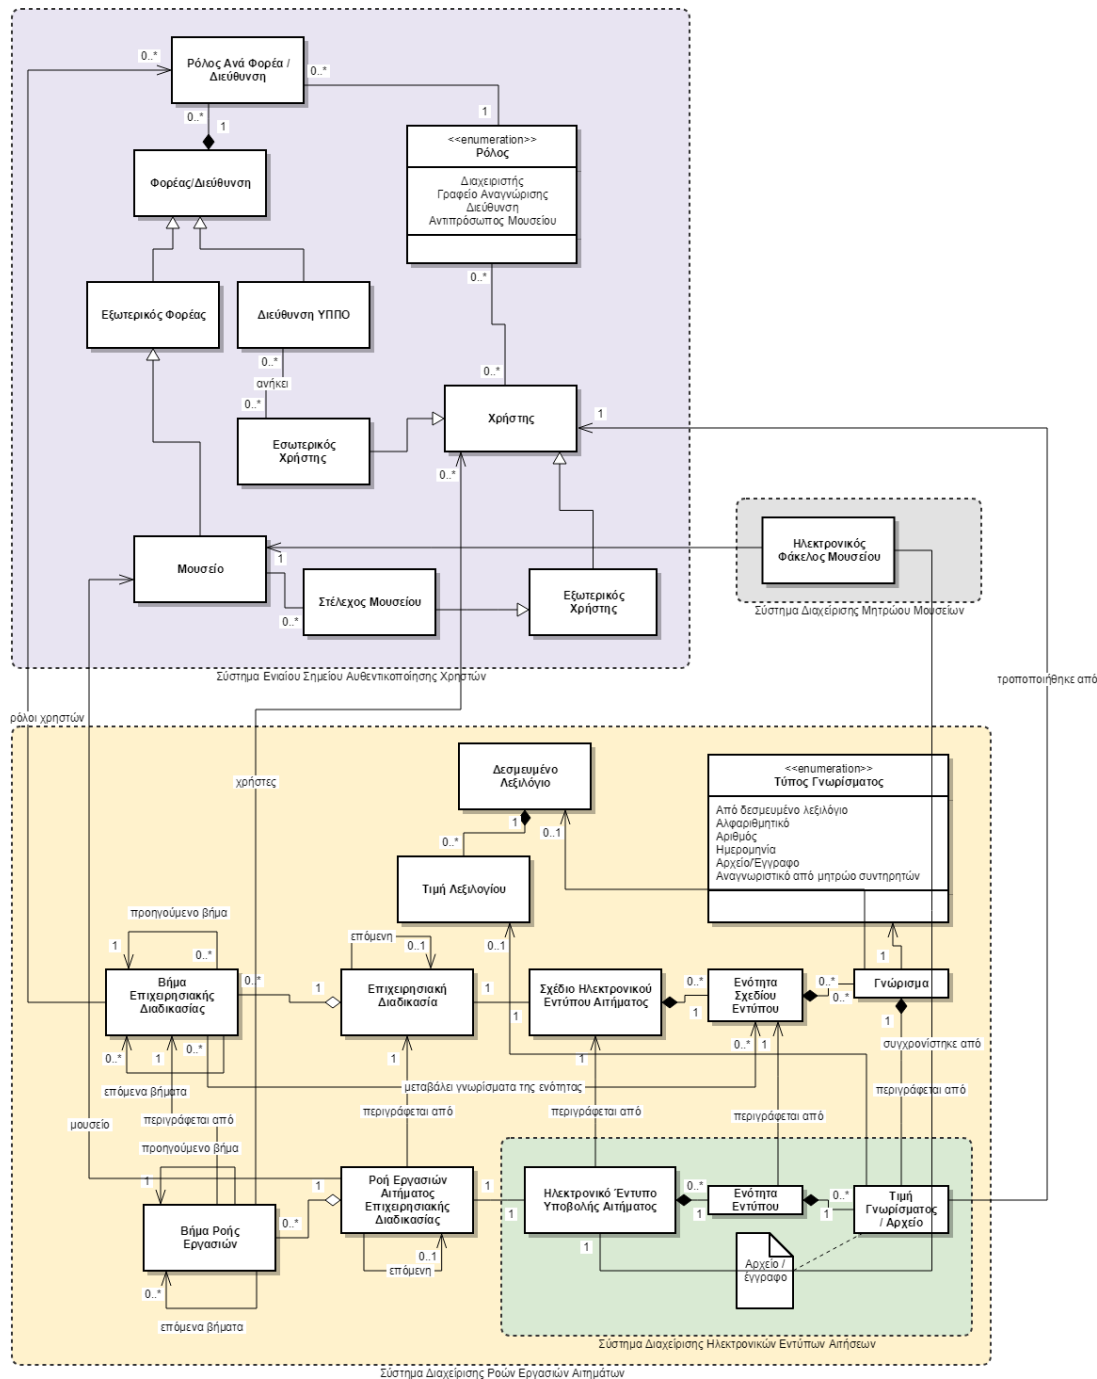 0..*
Ρόλος Ανά Φορέα /
Διεύθυνση
0..*
0..*
1
1
<<enumeration>>
Ρόλος
Διαχειριστής
Γραφείο Αναγνώρισης
Διεύθυνση
Αντιπρόσωπος Μουσείου
Φορέας/Διεύθυνση
0..*
Εξωτερικός Φορέας
Διεύθυνση ΥΠΠΟ
0..*
ανήκει
0..*
0..*
Χρήστης
1
Εσωτερικός
Χρήστης
0..*
Ηλεκτρονικός
Φάκελος Μουσείου
Σύστημα Διαχείρισης Μητρώου Μουσείων
Μουσείο
1
0..*
Στέλεχος Μουσείου
Εξωτερικός
Χρήστης
Σύστημα Ενιαίου Σημείου Αυθεντικοποίησης Χρηστών
τροποποιήθηκε από
ρόλοι χρηστών
χρήστες
Δεσμευμένο
Λεξιλόγιο
1
0..1
0..*
Τιμή Λεξιλογίου
<<enumeration>>
Τύπος Γνωρίσματος
Από δεσμευμένο λεξιλόγιο
Αλφαριθμητικό
Αριθμός
Ημερομηνία
Αρχείο/Έγγραφο
Αναγνωριστικό από μητρώο συντηρητών
προηγούμενο βήμα
1
0..*
επόμενη
0..1
0..1
1
Βήμα
Επιχειρησιακής
Διαδικασίας
0..*
1
Επιχειρησιακή
Διαδικασία
1
1
Σχέδιο Ηλεκτρονικού
Εντύπου Αιτήματος
0..*
1
Ενότητα
Σχεδίου
Εντύπου
0..*
0..*
Γνώρισμα
1
0..*
1
0..*
1
0..*
1
συγχρονίστηκε από
επόμενα βήματα
μεταβάλει γνωρίσματα της ενότητας
περιγράφεται από
περιγράφεται από
περιγράφεται από
περιγράφεται από
περιγράφεται από
μουσείο
προηγούμενο βήμα
1
Βήμα Ροής
Εργασιών
0..*
1
Ροή Εργασιών
Αιτήματος
Επιχειρησιακής
Διαδικασίας
1
1
Ηλεκτρονικό Έντυπο
Υποβολής Αιτήματος
0..*
1
Ενότητα
Εντύπου
0..*
1
Τιμή
Γνωρίσματος
/ Αρχείο
0..1
επόμενη
1
Αρχείο /
έγγραφο
0..*
επόμενα βήματα
Σύστημα Διαχείρισης Ηλεκτρονικών Εντύπων Αιτήσεων
Σύστημα Διαχείρισης Ροών Εργασιών Αιτημάτων